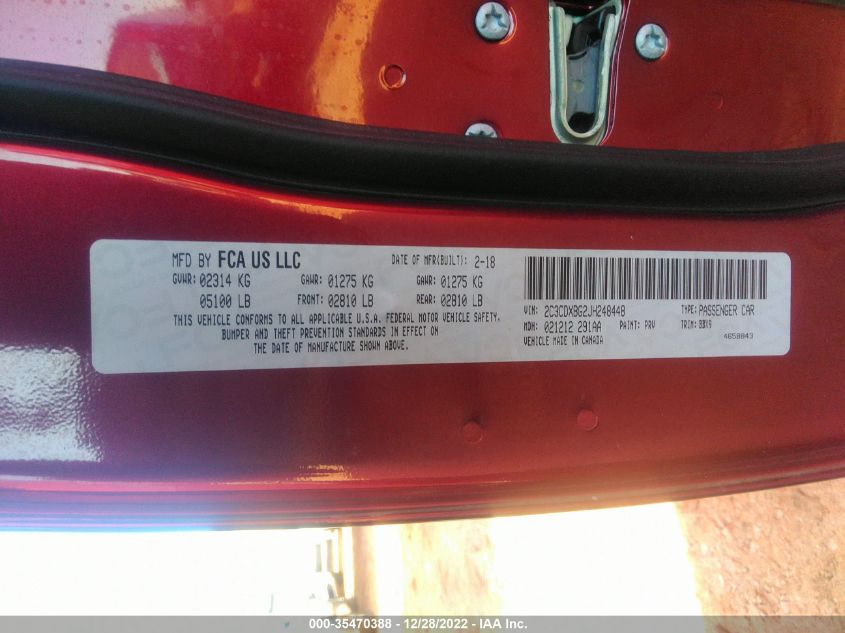 MFD BY FCA US LLC
DATE OF MFR(BUILT): 2-18
GVWR: 02314 KG
GAWR: 01275 KG
GAWR: 01275 KG
05100 LB
FRONT: 02810 LB
REAR: 02810 LB
THIS VEHICLE CONFORMS TO ALL APPLICABLE U.S.A. FEDERAL MOTOR VEHICLE SAFETY,
BUMPER AND THEFT PREVENTION STANDARDS IN EFFECT ON
THE DATE OF MANUFACTURE SHOWN ABOVE.
VIN: 2C3CDXBG2JH248448
TYPE: PASSENGER CAR
MDH: 021212 291AA
PAINT: PRV
TRIM: BBX9
VEHICLE MADE IN CANADA
4658843
000-35470388 - 12/28/2022 - IAA Inc.